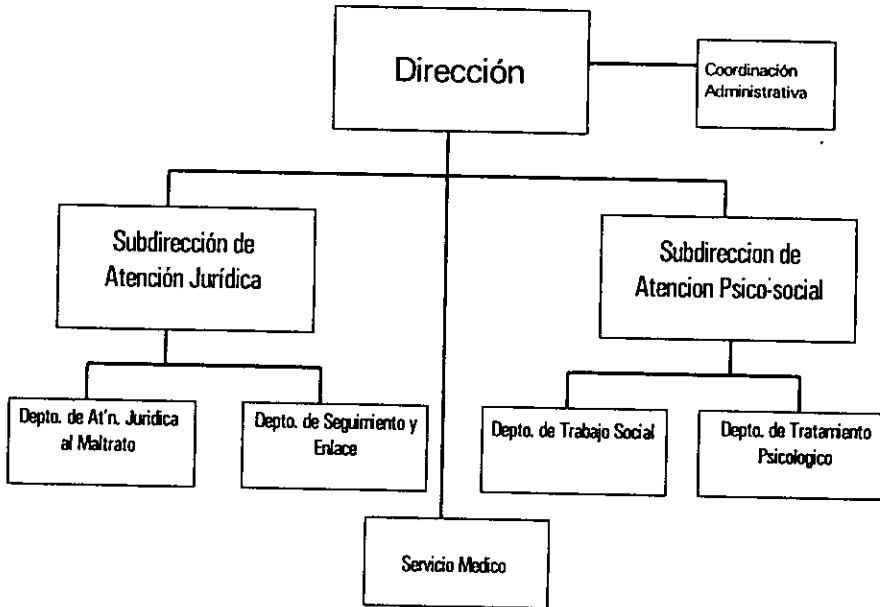 Dirección
Coordinación
Administrativa
Subdirección de
Atención Jurídica
Subdireccion de
Atencion Psico-social
Depto. de At'n. Juridica
al Maltrato
Depto. de Seguimiento y
Enlace
Depto. de Trabajo Social
Depto. de Tratamiento
Psicologico
Servicio Medico